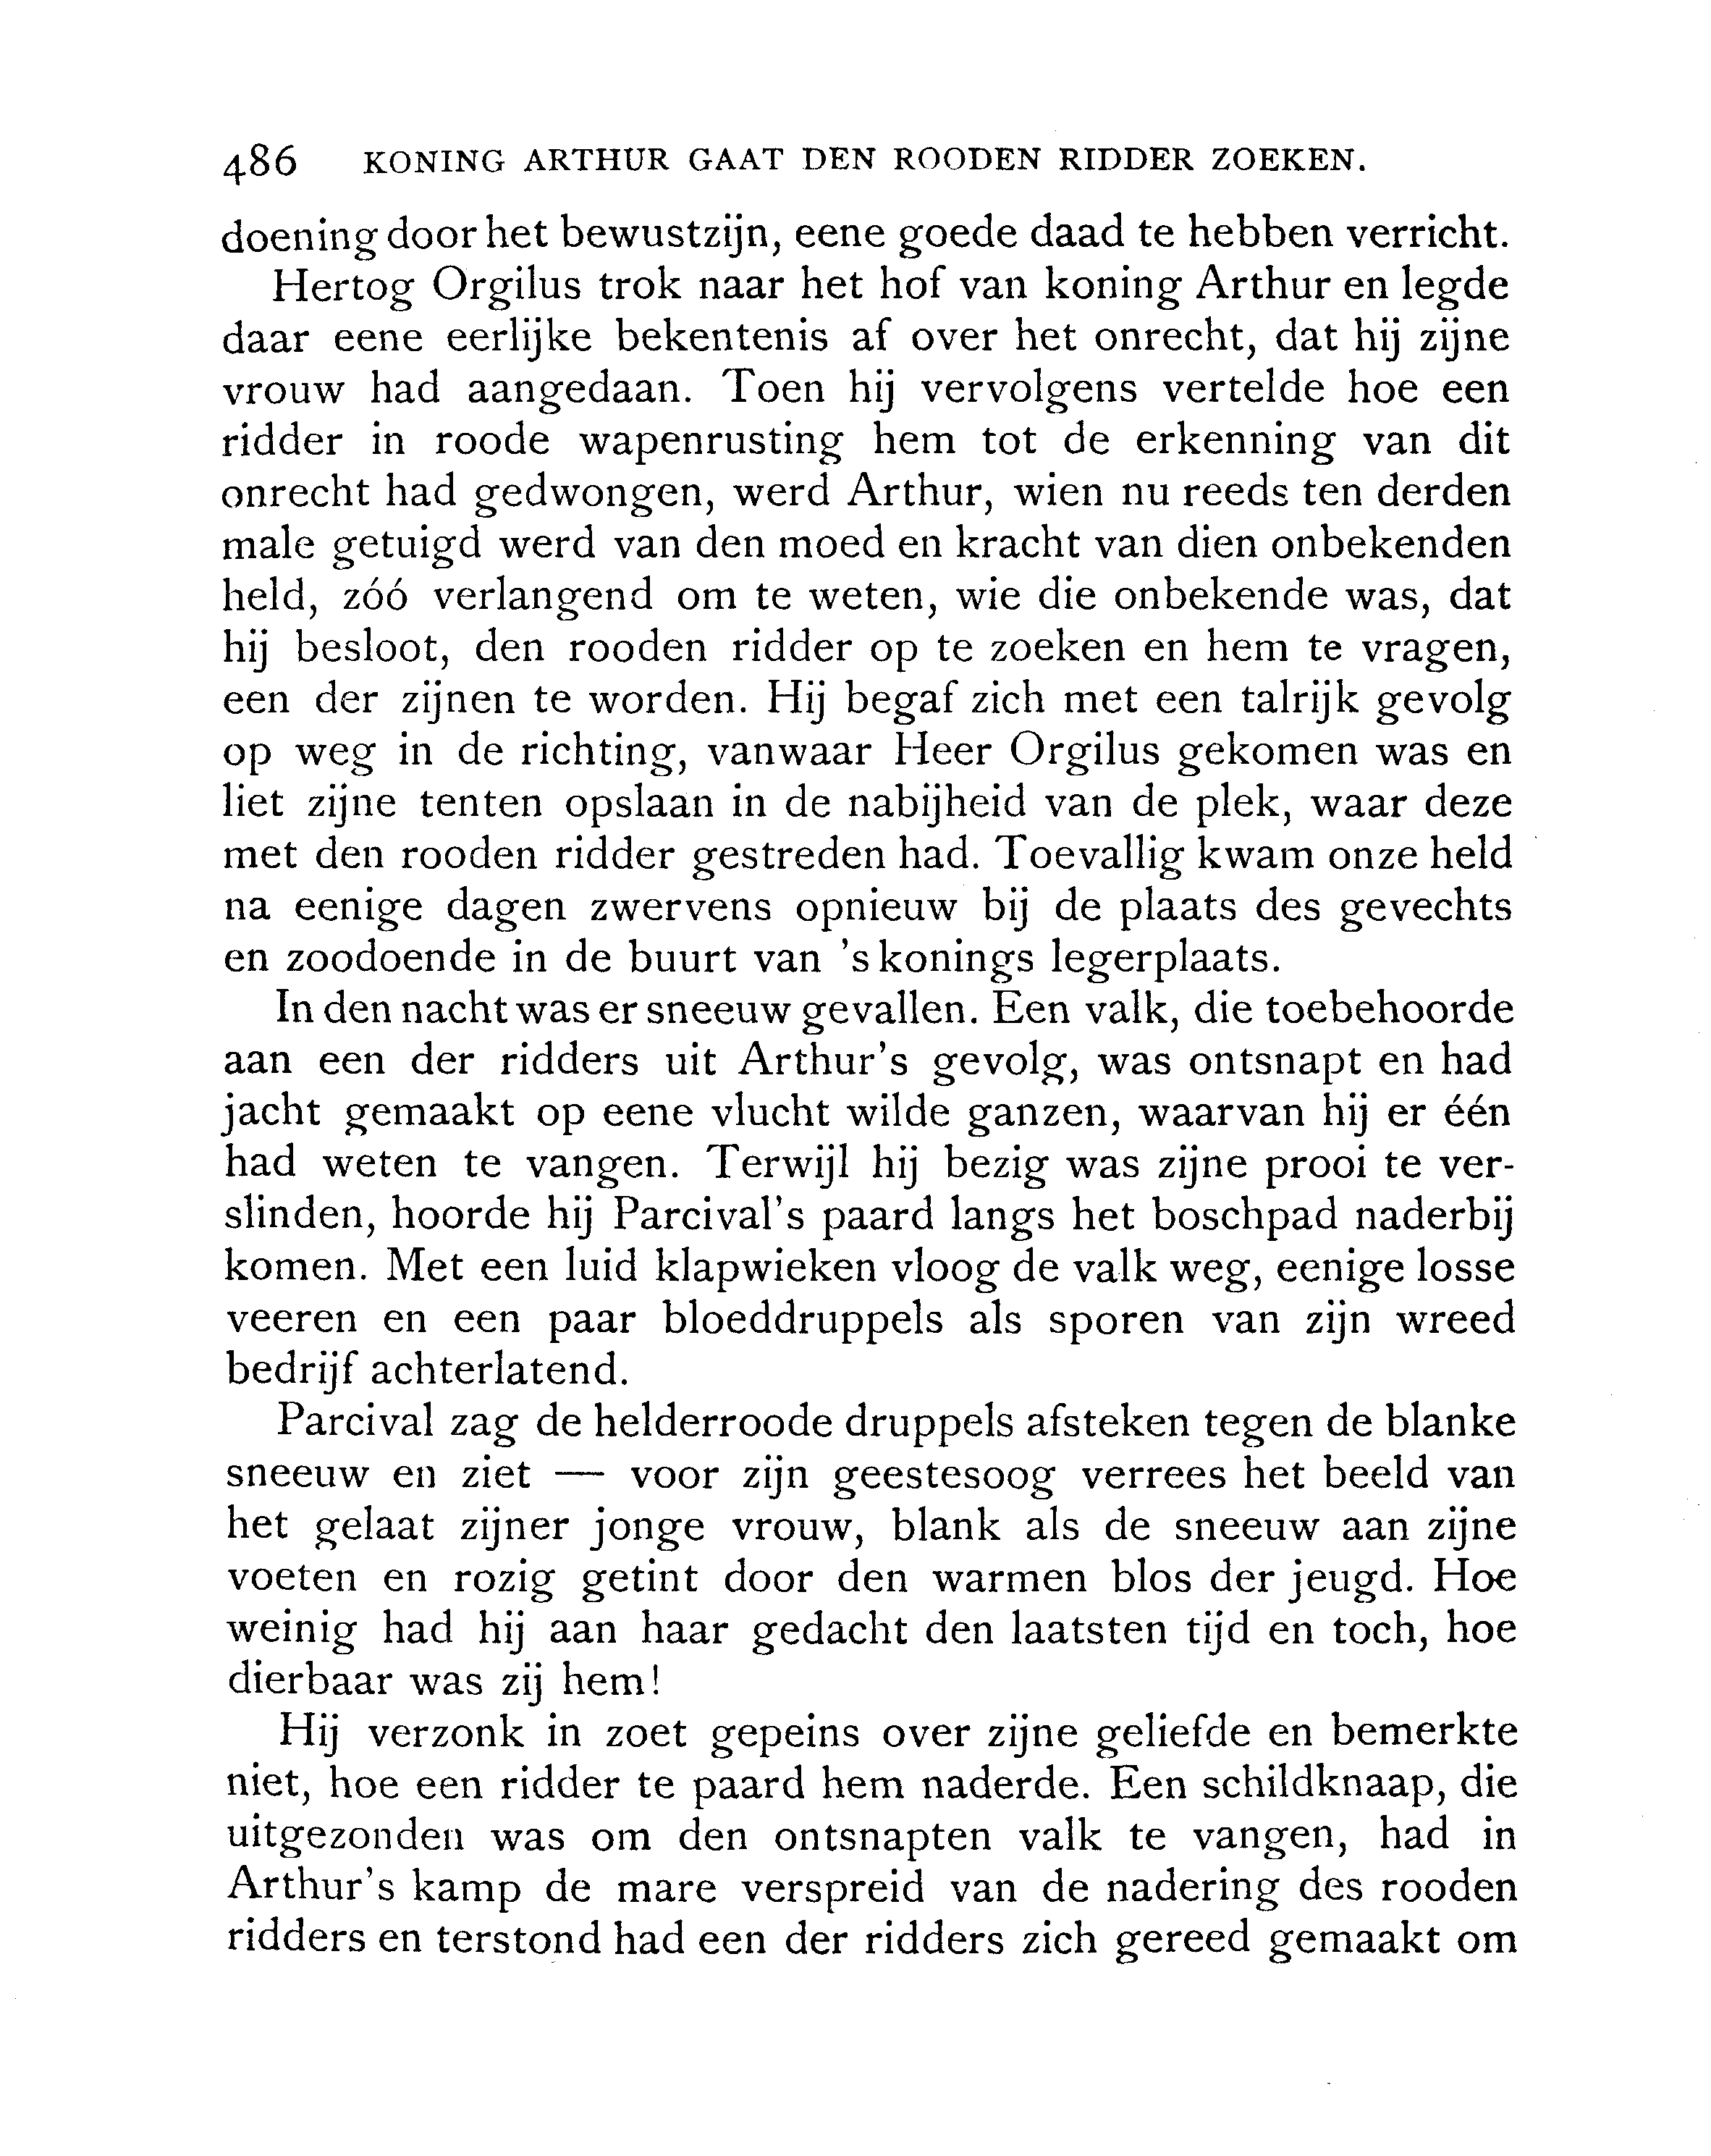 486 KONING ARTHUR GAAT DEN ROODEN RIDDER ZOEKEN.
doening door het bewustzijn, eene goede daad te hebben verricht.
Hertog Orgilus trok naar het hof van koning Arthur en legde
daar eene eerlijke bekentenis af over het onrecht, dat hij zijne
vrouw had aangedaan. Toen hij vervolgens vertelde hoe een
ridder in roode wapenrusting hem tot de erkenning van dit
onrecht had gedwongen, werd Arthur, wien nu reeds ten derden
male getuigd werd van den moed en kracht van dien onbekenden
held, zóó verlangend om te weten, wie die onbekende was, dat
hij besloot, den rooden ridder op te zoeken en hem te vragen,
een der zijnen te worden. Hij begaf zich met een talrijk gevolg
op weg in de richting, vanwaar Heer Orgilus gekomen was en
liet zijne tenten opslaan in de nabijheid van de plek, waar deze
met den rooden ridder gestreden had. Toevallig kwam onze held
na eenige dagen zwervens opnieuw bij de plaats des gevechts
en zoodoende in de buurt van 's konings legerplaats.
In den nacht was er sneeuw gevallen. Een valk, die toebehoorde
aan een der ridders uit Arthur's gevolg, was ontsnapt en had
jacht gemaakt op eene vlucht wilde ganzen, waarvan hij er één
had weten te vangen. Terwijl hij bezig was zijne prooi te ver-
slinden, hoorde hij Parcival's paard langs het boschpad naderbij
komen. Met een luid klapwieken vloog de valk weg, eenige losse
veeren en een paar bloeddruppels als sporen van zijn wreed
bedrijf achterlatend.
Parcival zag de helderroode druppels afsteken tegen de blanke
sneeuw en ziet — voor zijn geestesoog verrees het beeld van
het gelaat zijner jonge vrouw, blank als de sneeuw aan zijne
voeten en rozig getint door den warmen blos der jeugd. Hoe
weinig had hij aan haar gedacht den laatsten tijd en toch, hoe
dierbaar was zij hem!
Hij verzonk in zoet gepeins over zijne geliefde en bemerkte
niet, hoe een ridder te paard hem naderde. Een schildknaap, die
uitgezonden was om den ontsnapten valk te vangen, had in
Arthur's kamp de mare verspreid van de nadering des rooden
ridders en terstond had een der ridders zich gereed gemaakt om